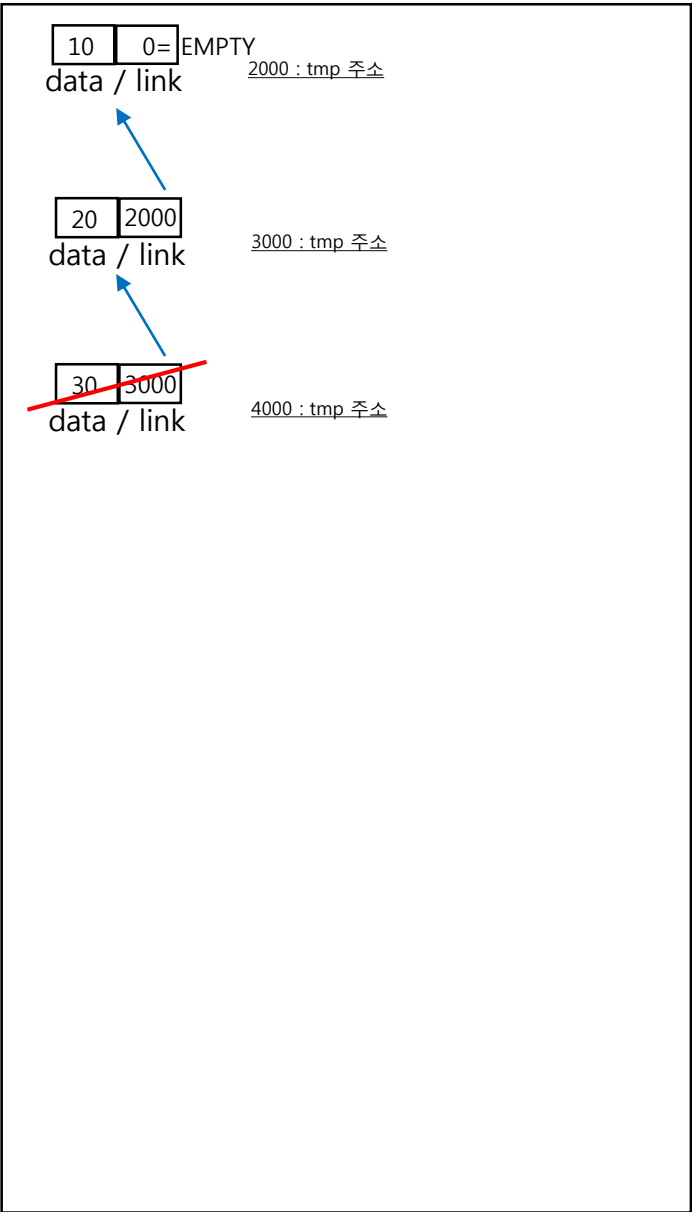 10 0= EMPTY
data / link
2000 : tmp 주소
20 2000
data / link
3000 : tmp 주소
30 3000
data / link
4000 : tmp 주소